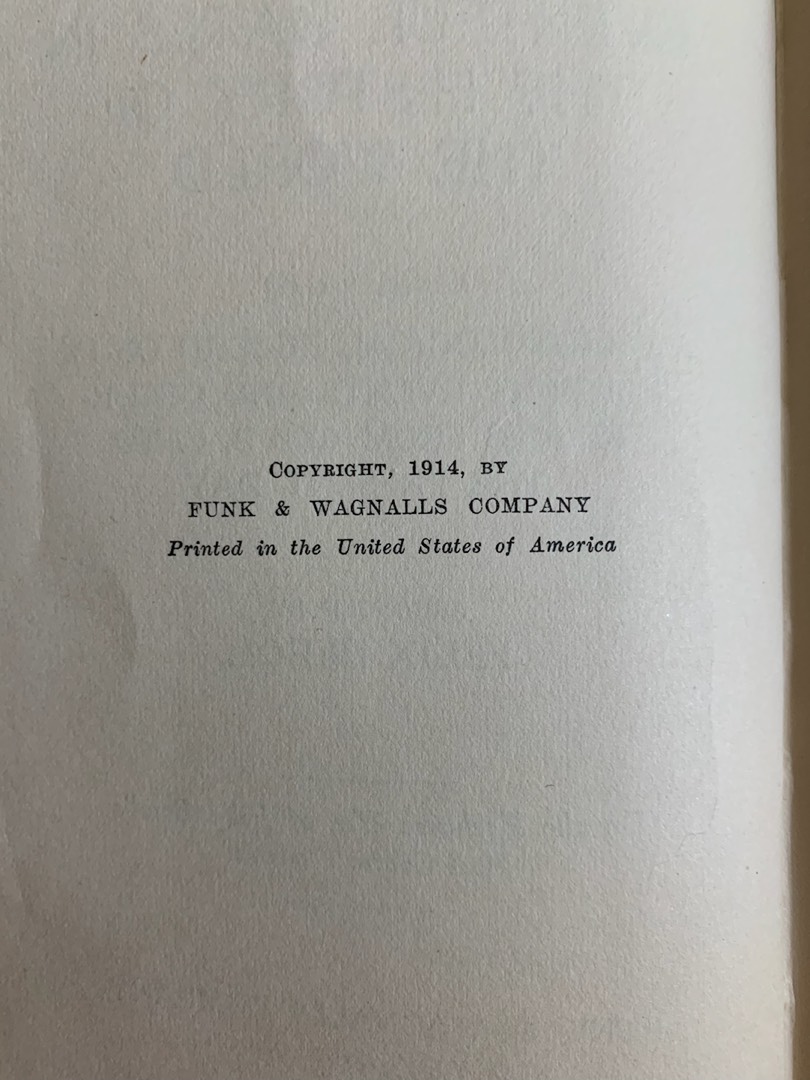 COPYRIGHT, 1914, BY
FUNK & WAGNALLS COMPANY
Printed in the United States of America